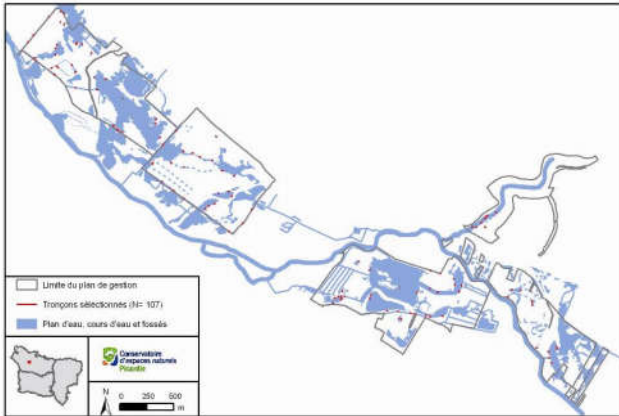 Limite du plan de gestion
Tronçons sélectionnés (N= 107)
Plan d'eau, cours d'eau et fossés
Conservatoire
d'espaces naturels
Picardie
N
0 250 500
m